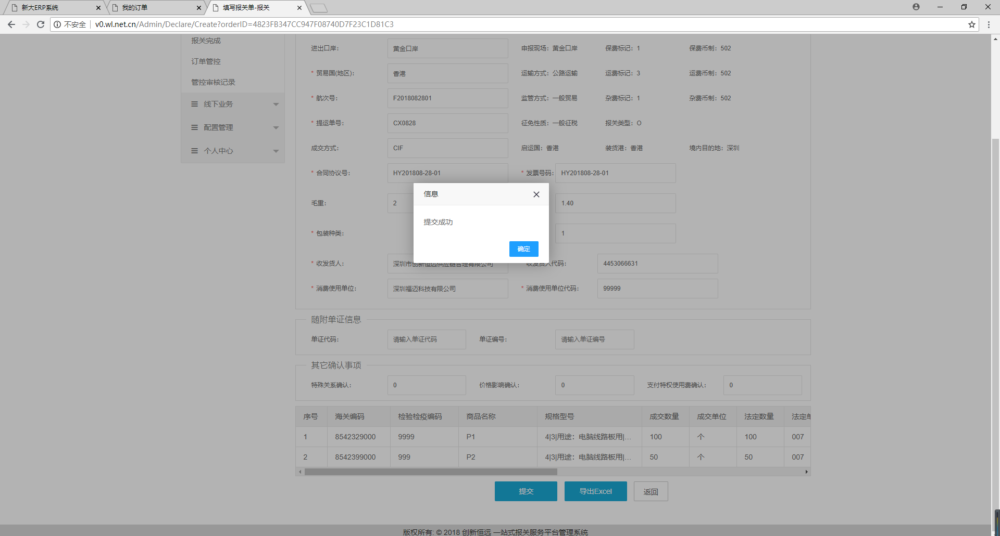 新大ERP系统
我的订单
填写报关单-报关
不安全
v0.wl.net.cn/Admin/Declare/Create?orderID=4823FB347CC947F08740D7F23C1D81C3
报关完成
订单管控
管控审核记录
线下业务
配置管理
个人中心
进出口岸: 黄金口岸 申报现场: 黄金口岸 保费标记: 1 保费币制: 502
* 贸易国(地区): 香港 运输方式: 公路运输 运费标记: 3 运费币制: 502
* 航次号: F2018082801 监管方式: 一般贸易 杂费标记: 1 杂费币制: 502
* 提运单号: CX0828 征免性质: 一般征税 报关类型: O
成交方式: CIF 启运国: 香港 装货港: 香港 境内目的地: 深圳
* 合同协议号: HY201808-28-01 * 发票号码: HY201808-28-01
毛重: 2 1.40
* 包装种类: 1
* 收发货人: 深圳市创新恒远供应链管理有限公司 收发货人代码: 4453066631
* 消费使用单位: 深圳福迈科技有限公司 * 消费使用单位代码: 99999
信息
提交成功
确定
随附单证信息
单证代码: 请输入单证代码 单证编号: 请输入单证编号
其它确认事项
特殊关系确认: 0 价格影响确认: 0 支付特权使用费确认: 0
序号 海关编码 检验检疫编码 商品名称 规格型号 成交数量 成交单位 法定数量 法定单
1 8542329000 9999 P1 4|3|用途: 电脑线路板用|... 100 个 100 007
2 8542399000 999 P2 4|3|用途: 电脑线路板用|... 50 个 50 007
提交
导出Excel
返回
版权所有: © 2018 创新恒远 一站式报关服务平台管理系统